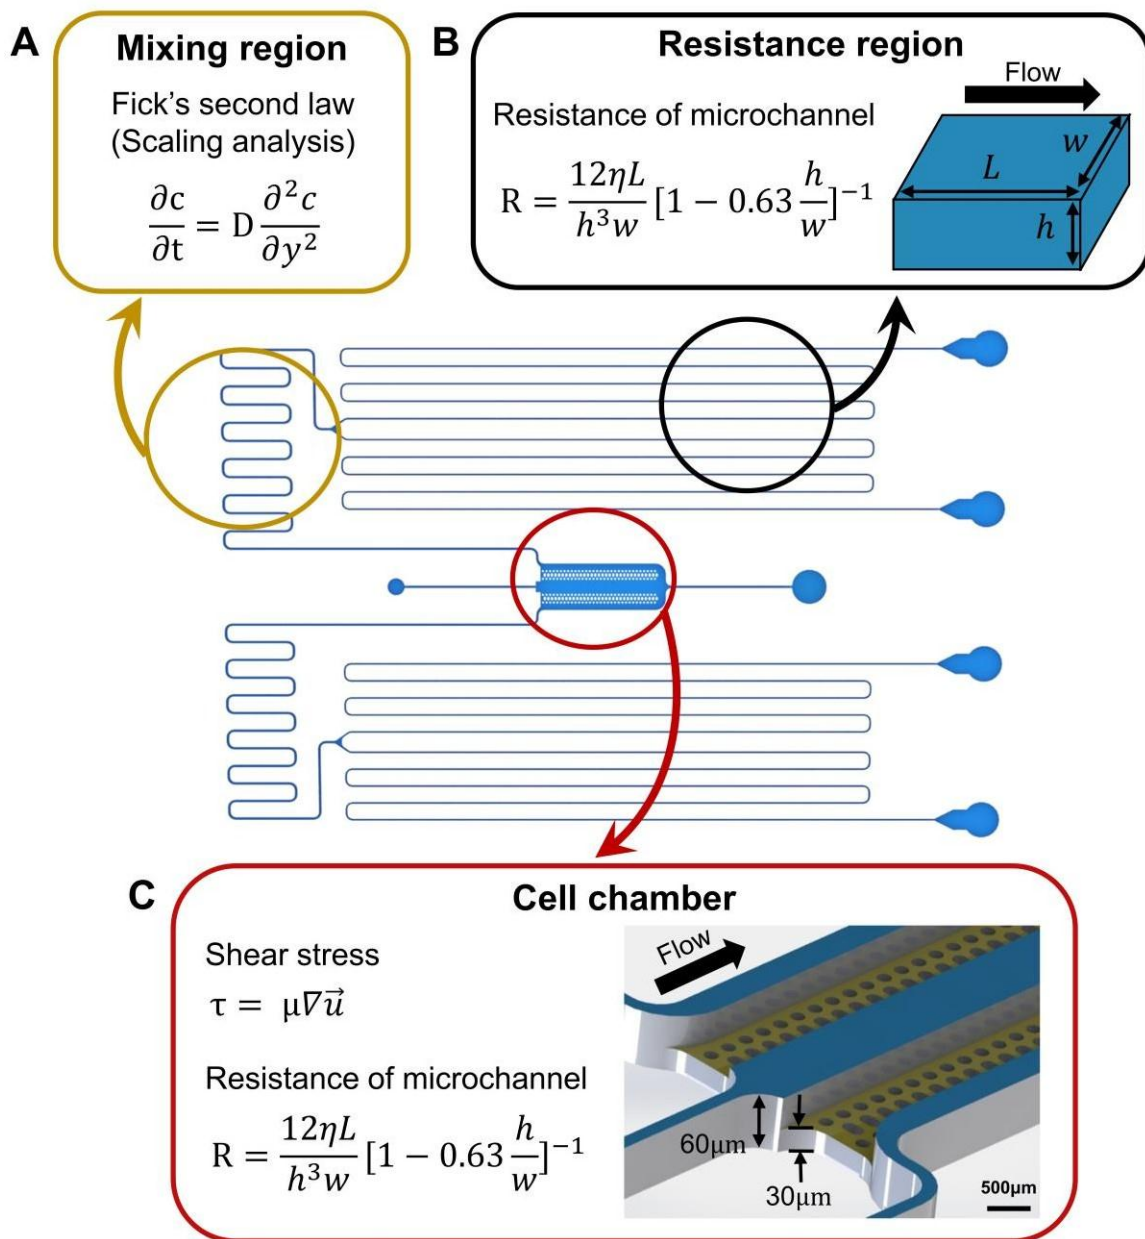 A
Mixing region
Fick's second law
(Scaling analysis)
∂c/∂t = D ∂²c/∂y²
B
Resistance region
Resistance of microchannel
R = 12ηL/h³w [1 − 0.63 h/w]⁻¹
Flow
w
L
h
C
Cell chamber
Shear stress
τ = μ∇u⃗
Resistance of microchannel
R = 12ηL/h³w [1 − 0.63 h/w]⁻¹
Flow
60μm
30μm
500μm